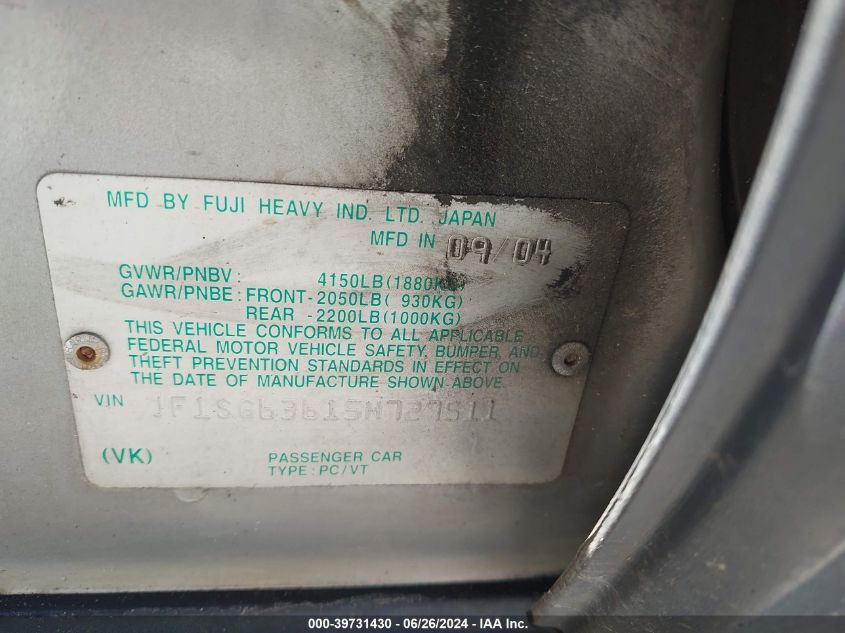 MFD BY FUJI HEAVY IND. LTD. JAPAN
MFD IN 09/04
GVWR/PNBV : 4150LB(1880KG)
GAWR/PNBE : FRONT-2050LB( 930KG)
REAR -2200LB(1000KG)
THIS VEHICLE CONFORMS TO ALL APPLICABLE
FEDERAL MOTOR VEHICLE SAFETY, BUMPER, AND
THEFT PREVENTION STANDARDS IN EFFECT ON
THE DATE OF MANUFACTURE SHOWN ABOVE.
VIN JF1SG63615H727511
(VK) PASSENGER CAR
TYPE : PC/VT
000-39731430 - 06/26/2024 - IAA Inc.